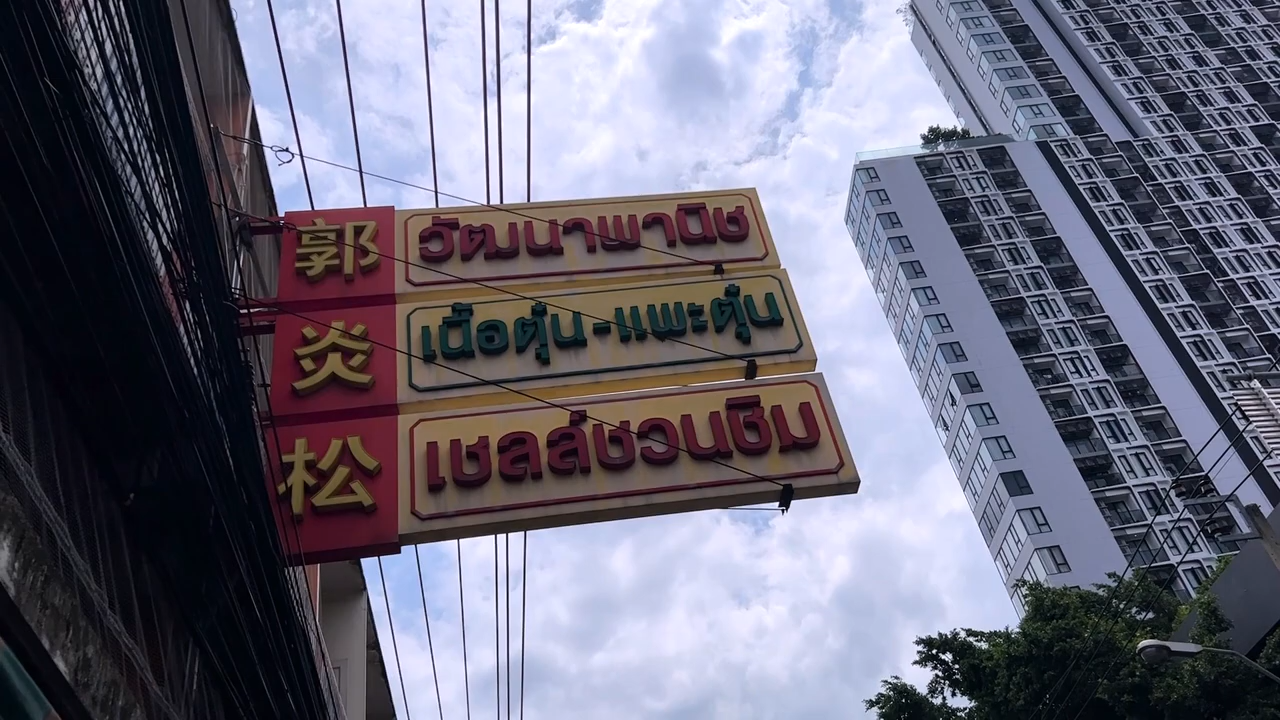 郭 วัฒนาพานิช
炎 เนื้อตุ๋น-แพะตุ๋น
松 เชลล์ชวนชิม